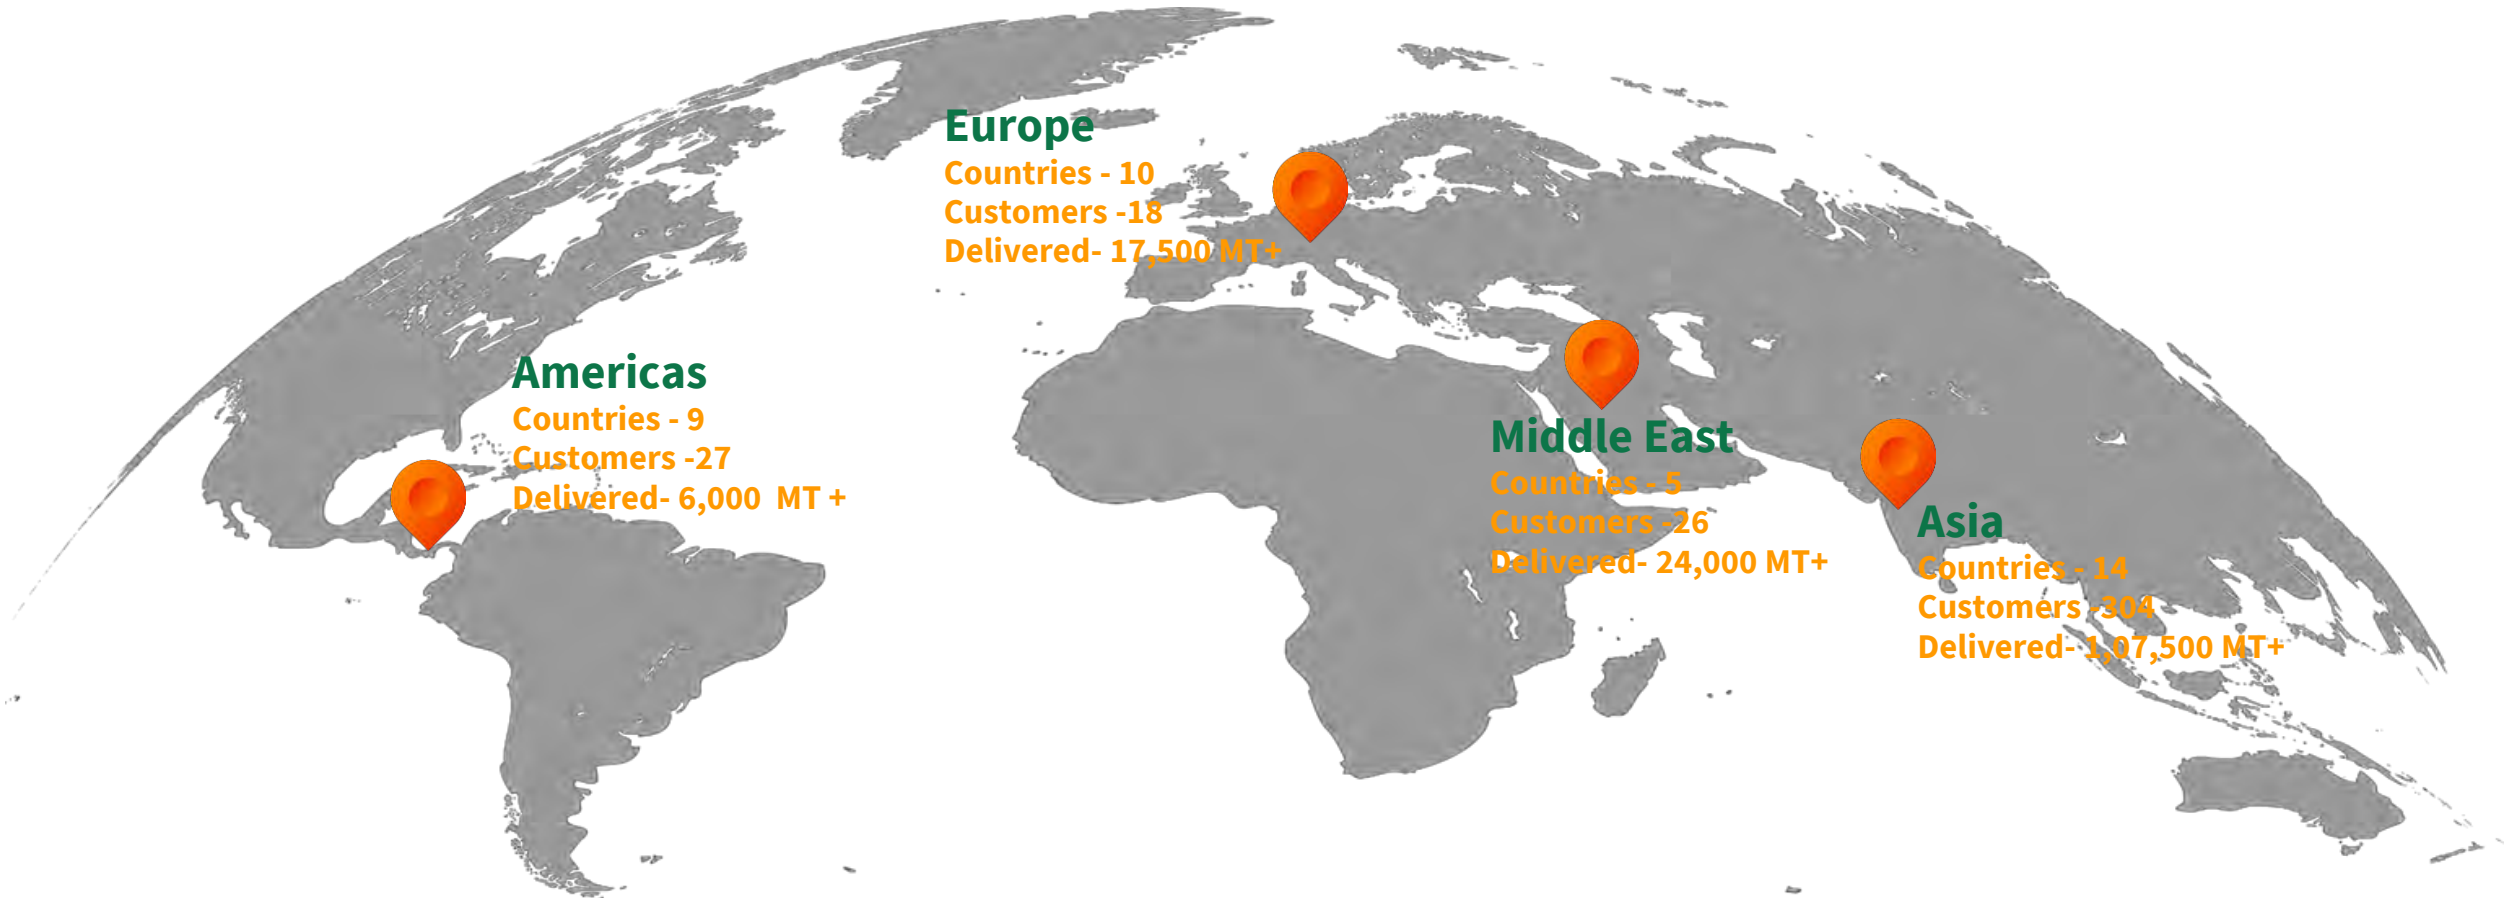 Europe
Countries - 10
Customers -18
Delivered- 17,500 MT+
Americas
Countries - 9
Customers -27
Delivered- 6,000  MT +
Middle East
Countries - 5
Customers -26
Delivered- 24,000 MT+
Asia
Countries - 14
Customers -304
Delivered- 1,07,500 MT+